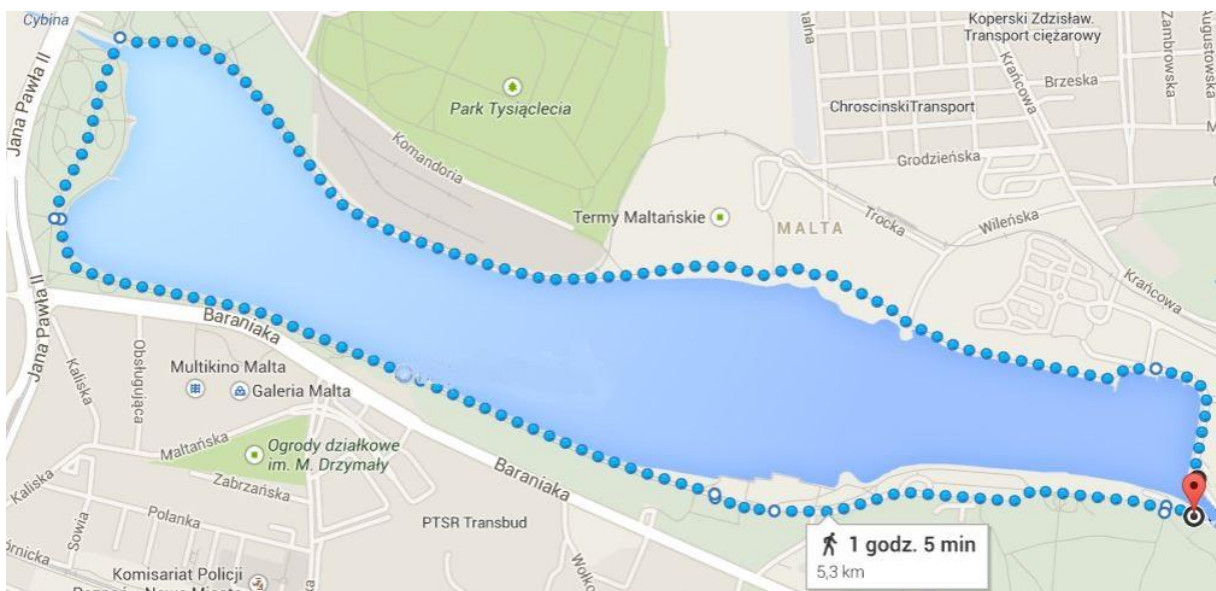 Cybina
Jana Pawła II
Koperski Zdzisław.
Transport ciężarowy
Krańcowa
Zambrowska
Augustowska
Brzeska
Park Tysiąclecia
ChroscinskiTransport
Komandoria
Grodzieńska
Termy Maltańskie
MALTA
Trocka
Wileńska
Krańcowa
Jana Pawła II
Baraniaka
Kaliska
Obsługująca
Multikino Malta
Galeria Malta
Maltańska
Ogrody działkowe
im. M. Drzymały
Kaliska
Zabrzańska
Baraniaka
Sowia
Polanka
PTSR Transbud
1 godz. 5 min
5,3 km
Komisariat Policji